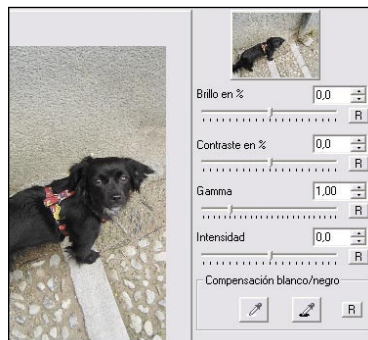 Brillo en % 0,0
R
Contraste en % 0,0
R
Gamma 1,00
R
Intensidad 0,0
R
Compensación blanco/negro
R